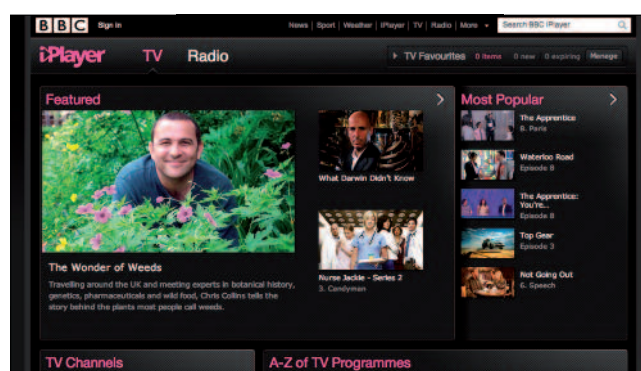 BBC Sign in News Sport Weather iPlayer TV Radio More Search BBC iPlayer
iPlayer TV Radio TV Favourites 0 items 0 new 0 expiring Manage
Featured
What Darwin Didn't Know
Nurse Jackie - Series 2
3. Candyman
The Wonder of Weeds
Travelling around the UK and meeting experts in botanical history,
genetics, pharmaceuticals and wild food, Chris Collins tells the
story behind the plants most people call weeds.
Most Popular
The Apprentice
8. Paris
Waterloo Road
Episode 8
The Apprentice:
You're...
Episode 8
Top Gear
Episode 3
Not Going Out
6. Speech
TV Channels
A-Z of TV Programmes